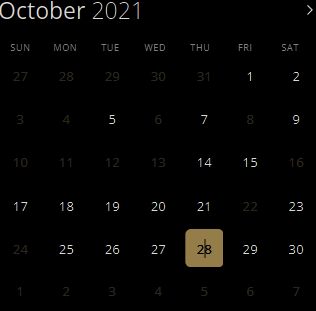 October 2021
SUN MON TUE WED THU FRI SAT
27 28 29 30 31 1 2
3 4 5 6 7 8 9
10 11 12 13 14 15 16
17 18 19 20 21 22 23
24 25 26 27 28 29 30
1 2 3 4 5 6 7